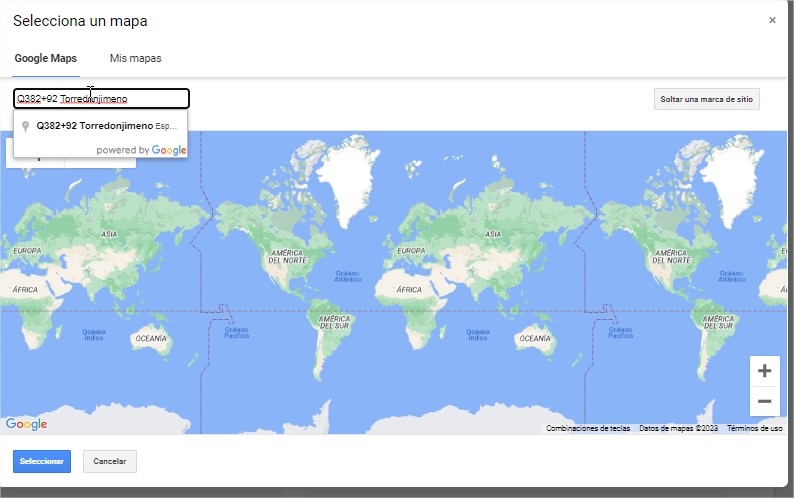 Selecciona un mapa
×
Google Maps
Mis mapas
Q382+92 Torredonjimeno
Soltar una marca de sitio
Q382+92 Torredonjimeno Esp...
powered by Google
ASIA
EUROPA
ÁFRICA
AMÉRICA
DEL NORTE
Océano
Atlántico
ASIA
EUROPA
ÁFRICA
AMÉRICA
DEL NORTE
Océano
Atlántico
Océano
Índico
OCEANÍA
Océano
Pacífico
AMÉRICA
DEL SUR
Océano
Índico
OCEANÍA
Océano
Pacífico
AMÉRICA
DEL SUR
+
−
Google
Combinaciones de teclas
Datos de mapas ©2023
Términos de uso
Seleccionar
Cancelar